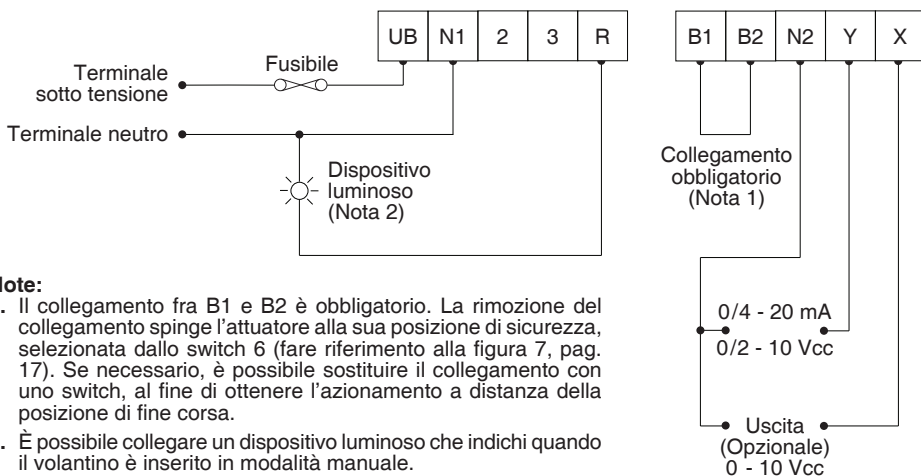 UB N1 2 3 R
B1 B2 N2 Y X
Fusibile
Terminale
sotto tensione
Terminale neutro
Dispositivo
luminoso
(Nota 2)
Collegamento
obbligatorio
(Nota 1)
0/4 - 20 mA
0/2 - 10 Vcc
Uscita
(Opzionale)
0 - 10 Vcc
lote:
. Il collegamento fra B1 e B2 è obbligatorio. La rimozione del
collegamento spinge l'attuatore alla sua posizione di sicurezza,
selezionata dallo switch 6 (fare riferimento alla figura 7, pag.
17). Se necessario, è possibile sostituire il collegamento con
uno switch, al fine di ottenere l'azionamento a distanza della
posizione di fine corsa.
. È possibile collegare un dispositivo luminoso che indichi quando
il volantino è inserito in modalità manuale.